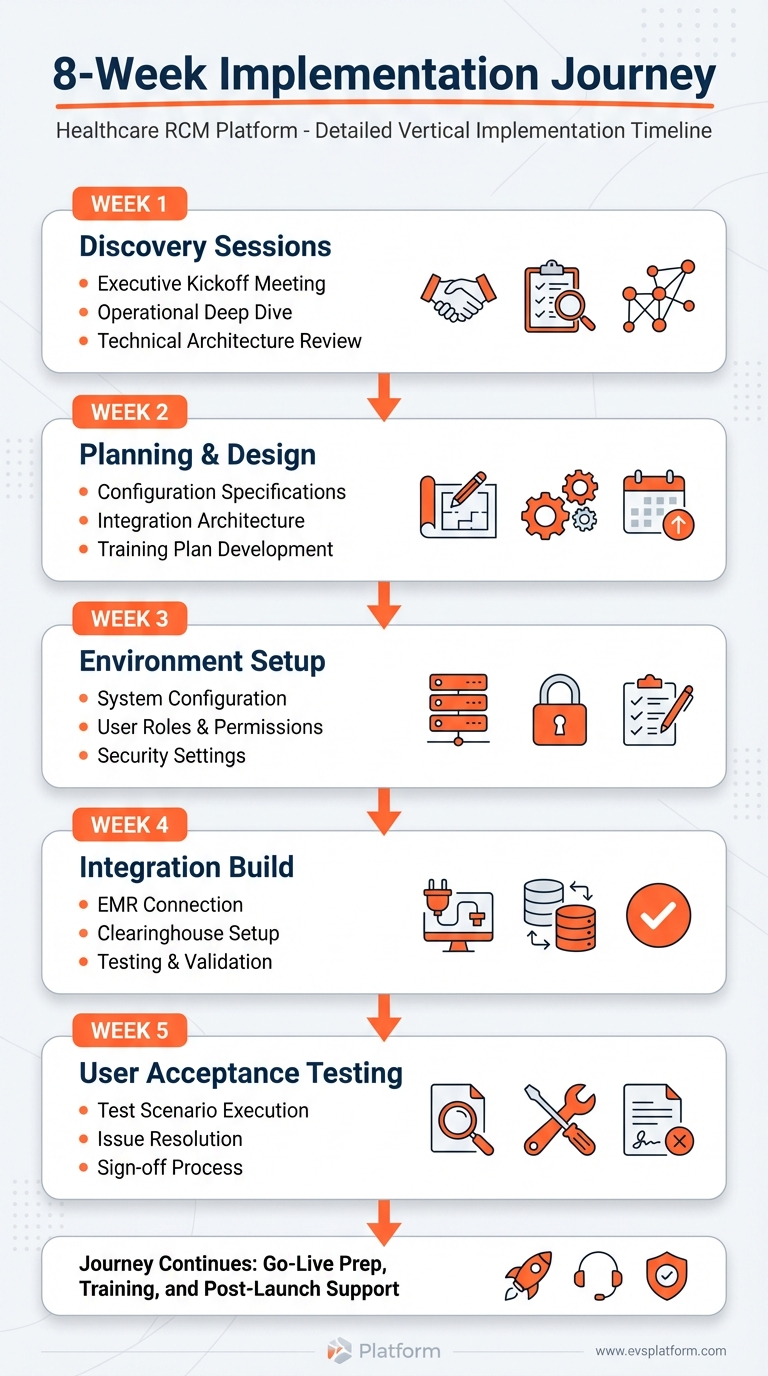 8-Week Implementation Journey
Healthcare RCM Platform - Detailed Vertical Implementation Timeline
WEEK 1
Discovery Sessions
Executive Kickoff Meeting
Operational Deep Dive
Technical Architecture Review
WEEK 2
Planning & Design
Configuration Specifications
Integration Architecture
Training Plan Development
WEEK 3
Environment Setup
System Configuration
User Roles & Permissions
Security Settings
WEEK 4
Integration Build
EMR Connection
Clearinghouse Setup
Testing & Validation
WEEK 5
User Acceptance Testing
Test Scenario Execution
Issue Resolution
Sign-off Process
Journey Continues: Go-Live Prep,
Training, and Post-Launch Support
Platform
www.evsplatform.com